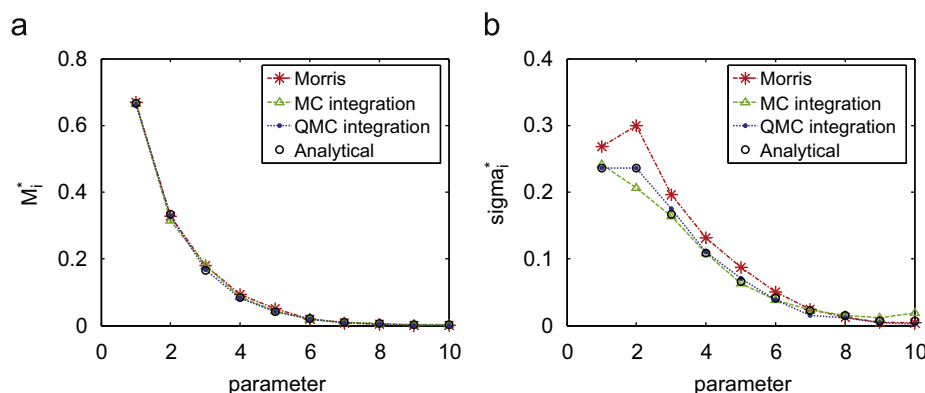 a
0.8
0.6
0.4
0.2
0
M_i^*
0 2 4 6 8 10
parameter
Morris
MC integration
QMC integration
Analytical
b
0.4
0.3
0.2
0.1
0
sigma_i^*
0 2 4 6 8 10
parameter
Morris
MC integration
QMC integration
Analytical